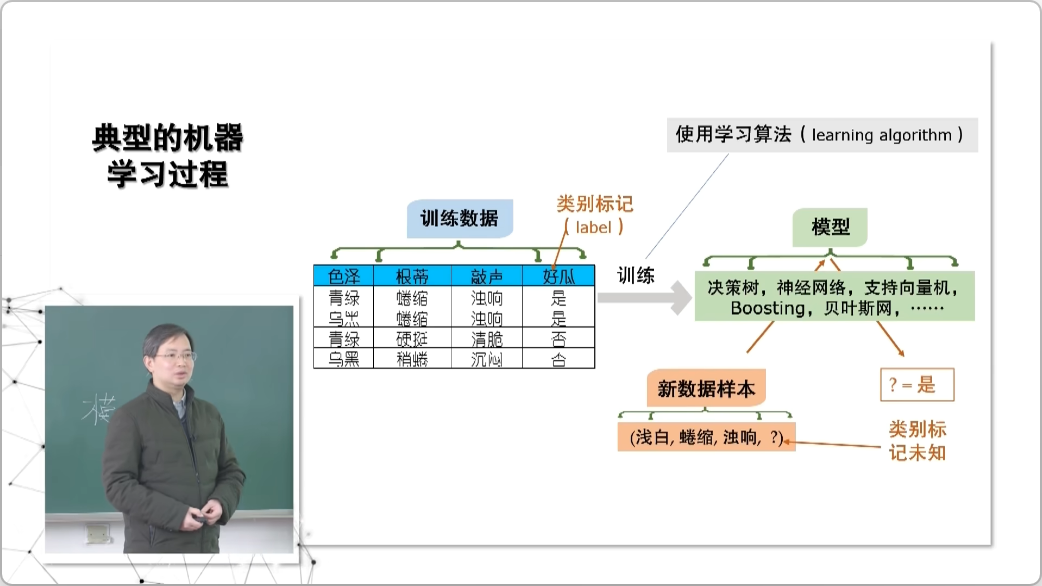 典型的机器
学习过程
使用学习算法（learning algorithm）
类别标记
（label）
训练数据
模型
训练
色泽 根蒂 敲声 好瓜
青绿 蜷缩 浊响 是
乌黑 蜷缩 浊响 是
青绿 硬挺 清脆 否
乌黑 稍蜷 沉闷 否
决策树，神经网络，支持向量机，
Boosting，贝叶斯网，……
新数据样本
(浅白, 蜷缩, 浊响, ?)
? = 是
类别标
记未知
模